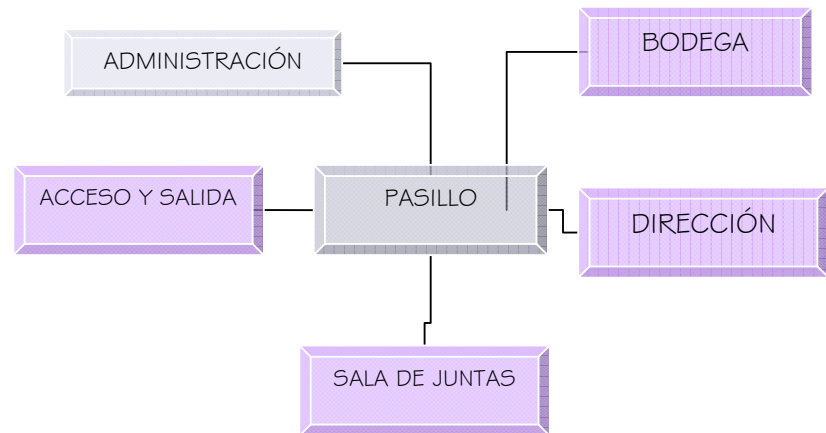 ADMINISTRACIÓN
BODEGA
ACCESO Y SALIDA
PASILLO
DIRECCIÓN
SALA DE JUNTAS